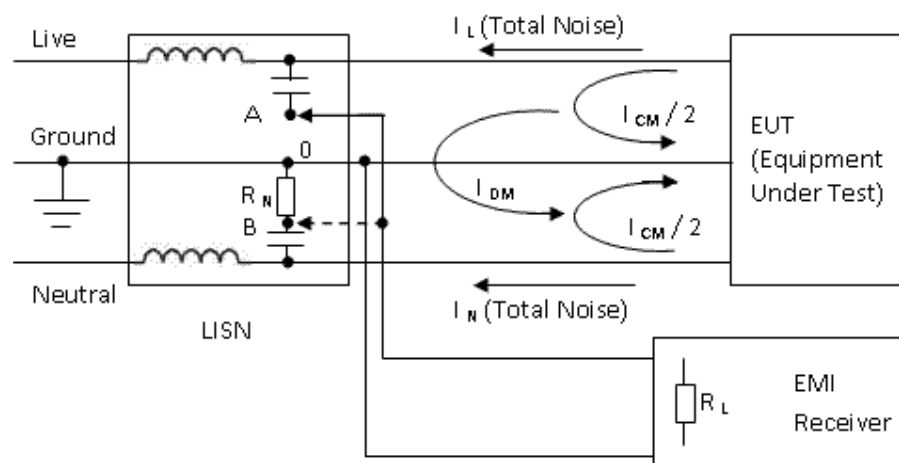 Live
I L (Total Noise)
A
I CM / 2
Ground
0
EUT
(Equipment
Under Test)
R N
I DM
B
I CM / 2
Neutral
I N (Total Noise)
LISN
R L
EMI
Receiver